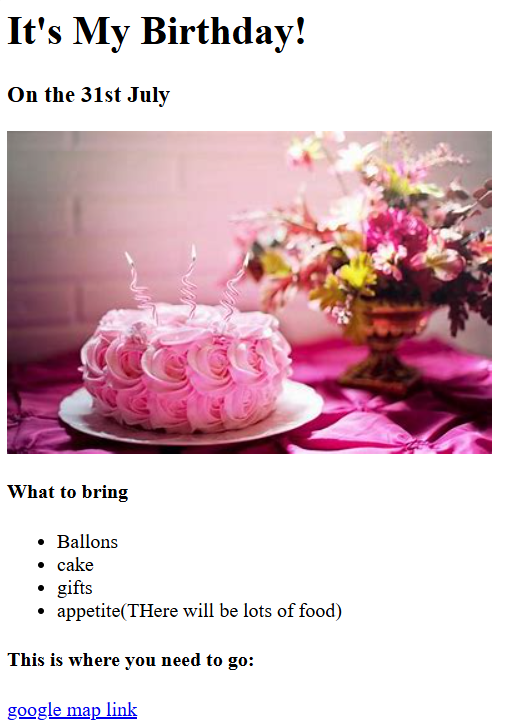 It's My Birthday!
On the 31st July
What to bring
Ballons
cake
gifts
appetite(THere will be lots of food)
This is where you need to go:
google map link